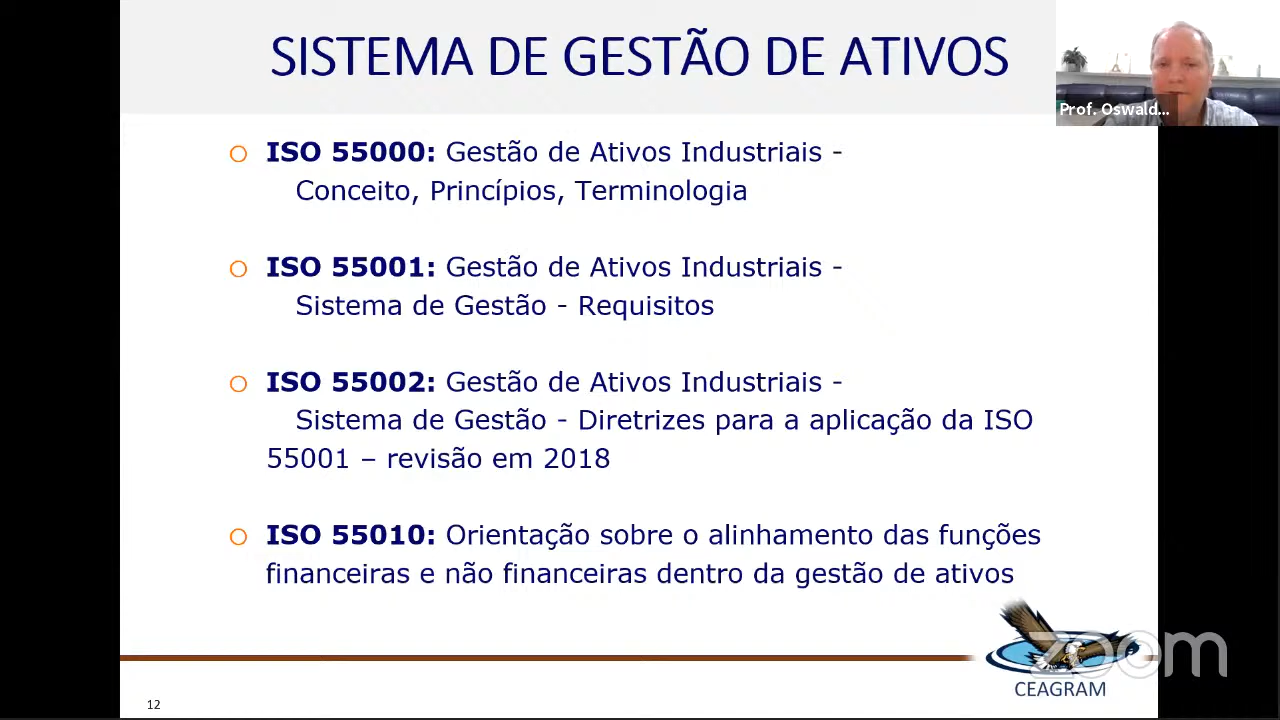 SISTEMA DE GESTÃO DE ATIVOS
Prof. Oswald...
ISO 55000: Gestão de Ativos Industriais -
Conceito, Princípios, Terminologia
ISO 55001: Gestão de Ativos Industriais -
Sistema de Gestão - Requisitos
ISO 55002: Gestão de Ativos Industriais -
Sistema de Gestão - Diretrizes para a aplicação da ISO
55001 – revisão em 2018
ISO 55010: Orientação sobre o alinhamento das funções
financeiras e não financeiras dentro da gestão de ativos
zoom
CEAGRAM
12